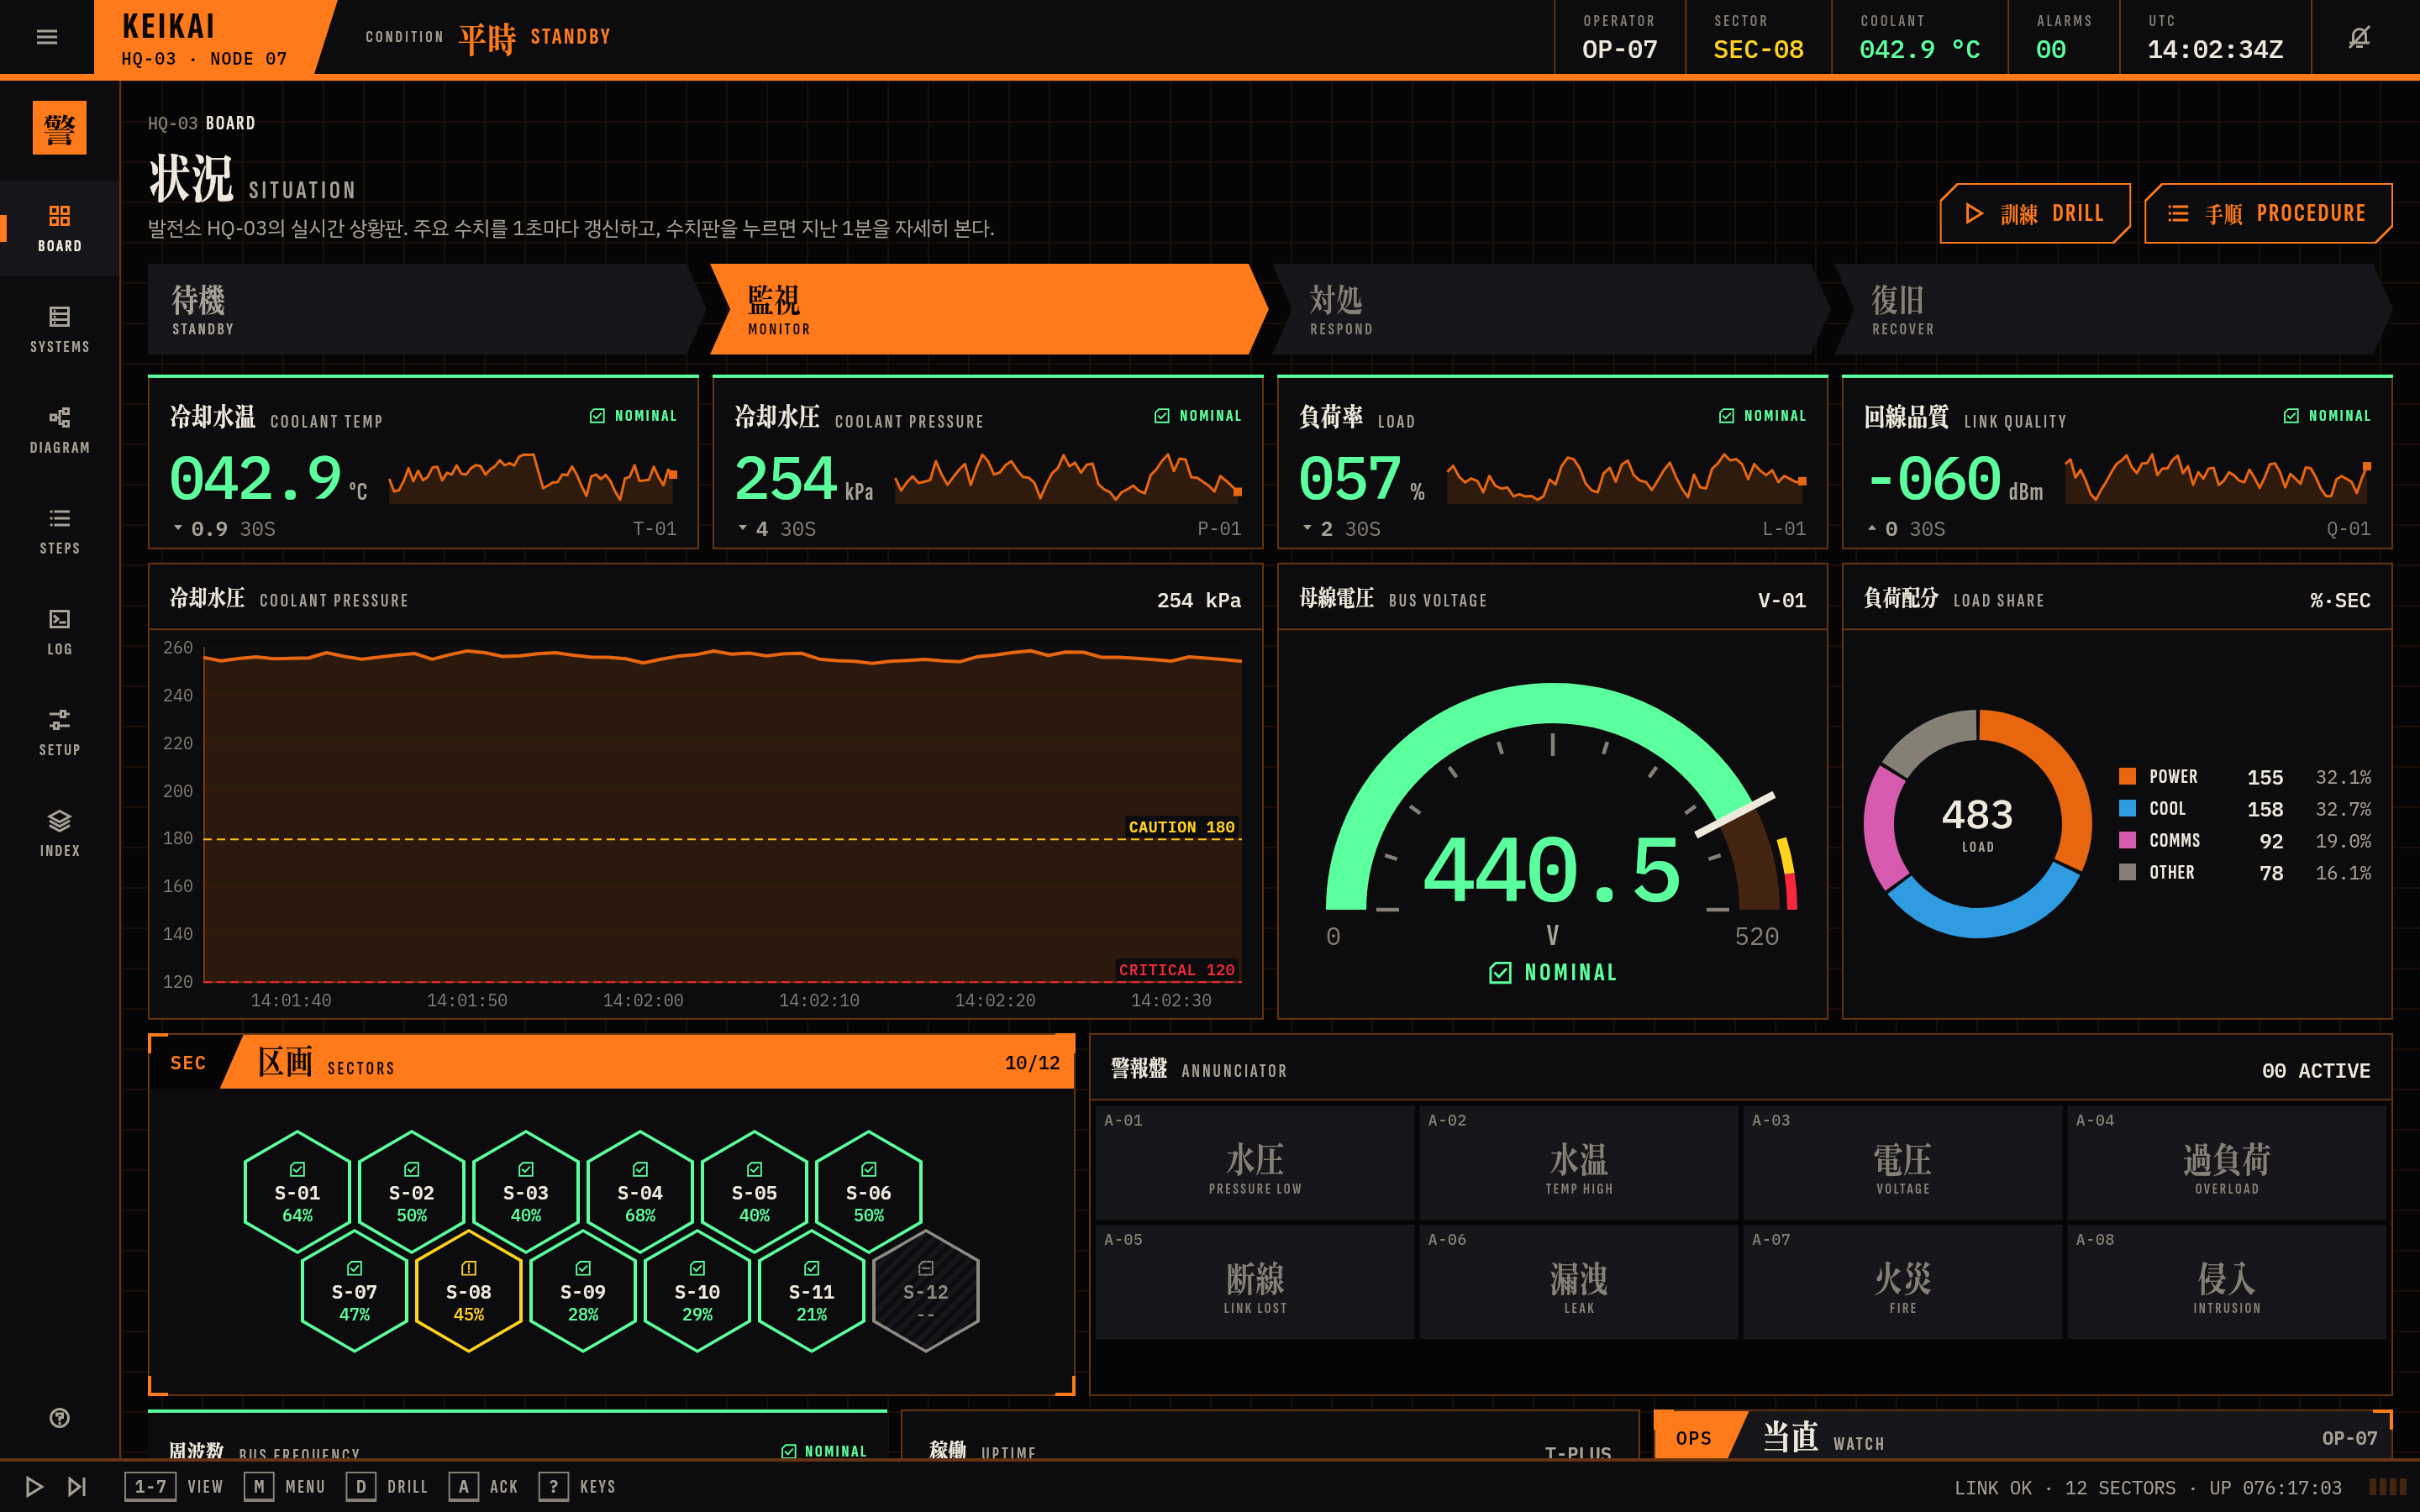 KEIKAI
HQ-03 · NODE 07
CONDITION 平時 STANDBY
OPERATOR
OP-07
SECTOR
SEC-08
COOLANT
042.9 °C
ALARMS
00
UTC
14:02:34Z
警
BOARD
SYSTEMS
DIAGRAM
STEPS
LOG
SETUP
INDEX
HQ-03 BOARD
状況 SITUATION
발전소 HQ-03의 실시간 상황판. 주요 수치를 1초마다 갱신하고, 수치판을 누르면 지난 1분을 자세히 본다.
訓練 DRILL
手順 PROCEDURE
待機
STANDBY
監視
MONITOR
対処
RESPOND
復旧
RECOVER
冷却水温 COOLANT TEMP NOMINAL
042.9 °C
0.9 30S T-01
冷却水圧 COOLANT PRESSURE NOMINAL
254 kPa
4 30S P-01
負荷率 LOAD NOMINAL
057 %
2 30S L-01
回線品質 LINK QUALITY NOMINAL
-060 dBm
0 30S Q-01
冷却水圧 COOLANT PRESSURE 254 kPa
260
240
220
200
180
160
140
120
CAUTION 180
CRITICAL 120
14:01:40 14:01:50 14:02:00 14:02:10 14:02:20 14:02:30
母線電圧 BUS VOLTAGE V-01
440.5
0 V 520
NOMINAL
負荷配分 LOAD SHARE %·SEC
483
LOAD
POWER 155 32.1%
COOL 158 32.7%
COMMS 92 19.0%
OTHER 78 16.1%
SEC 区画 SECTORS 10/12
S-01 S-02 S-03 S-04 S-05 S-06
64% 50% 40% 68% 40% 50%
S-07 S-08 S-09 S-10 S-11 S-12
47% 45% 28% 29% 21% --
警報盤 ANNUNCIATOR 00 ACTIVE
A-01
水圧
PRESSURE LOW
A-02
水温
TEMP HIGH
A-03
電圧
VOLTAGE
A-04
過負荷
OVERLOAD
A-05
断線
LINK LOST
A-06
漏洩
LEAK
A-07
火災
FIRE
A-08
侵入
INTRUSION
周波数 BUS FREQUENCY NOMINAL
稼働 UPTIME T-PLUS
OPS 当直 WATCH OP-07
1-7 VIEW M MENU D DRILL A ACK ? KEYS
LINK OK · 12 SECTORS · UP 076:17:03